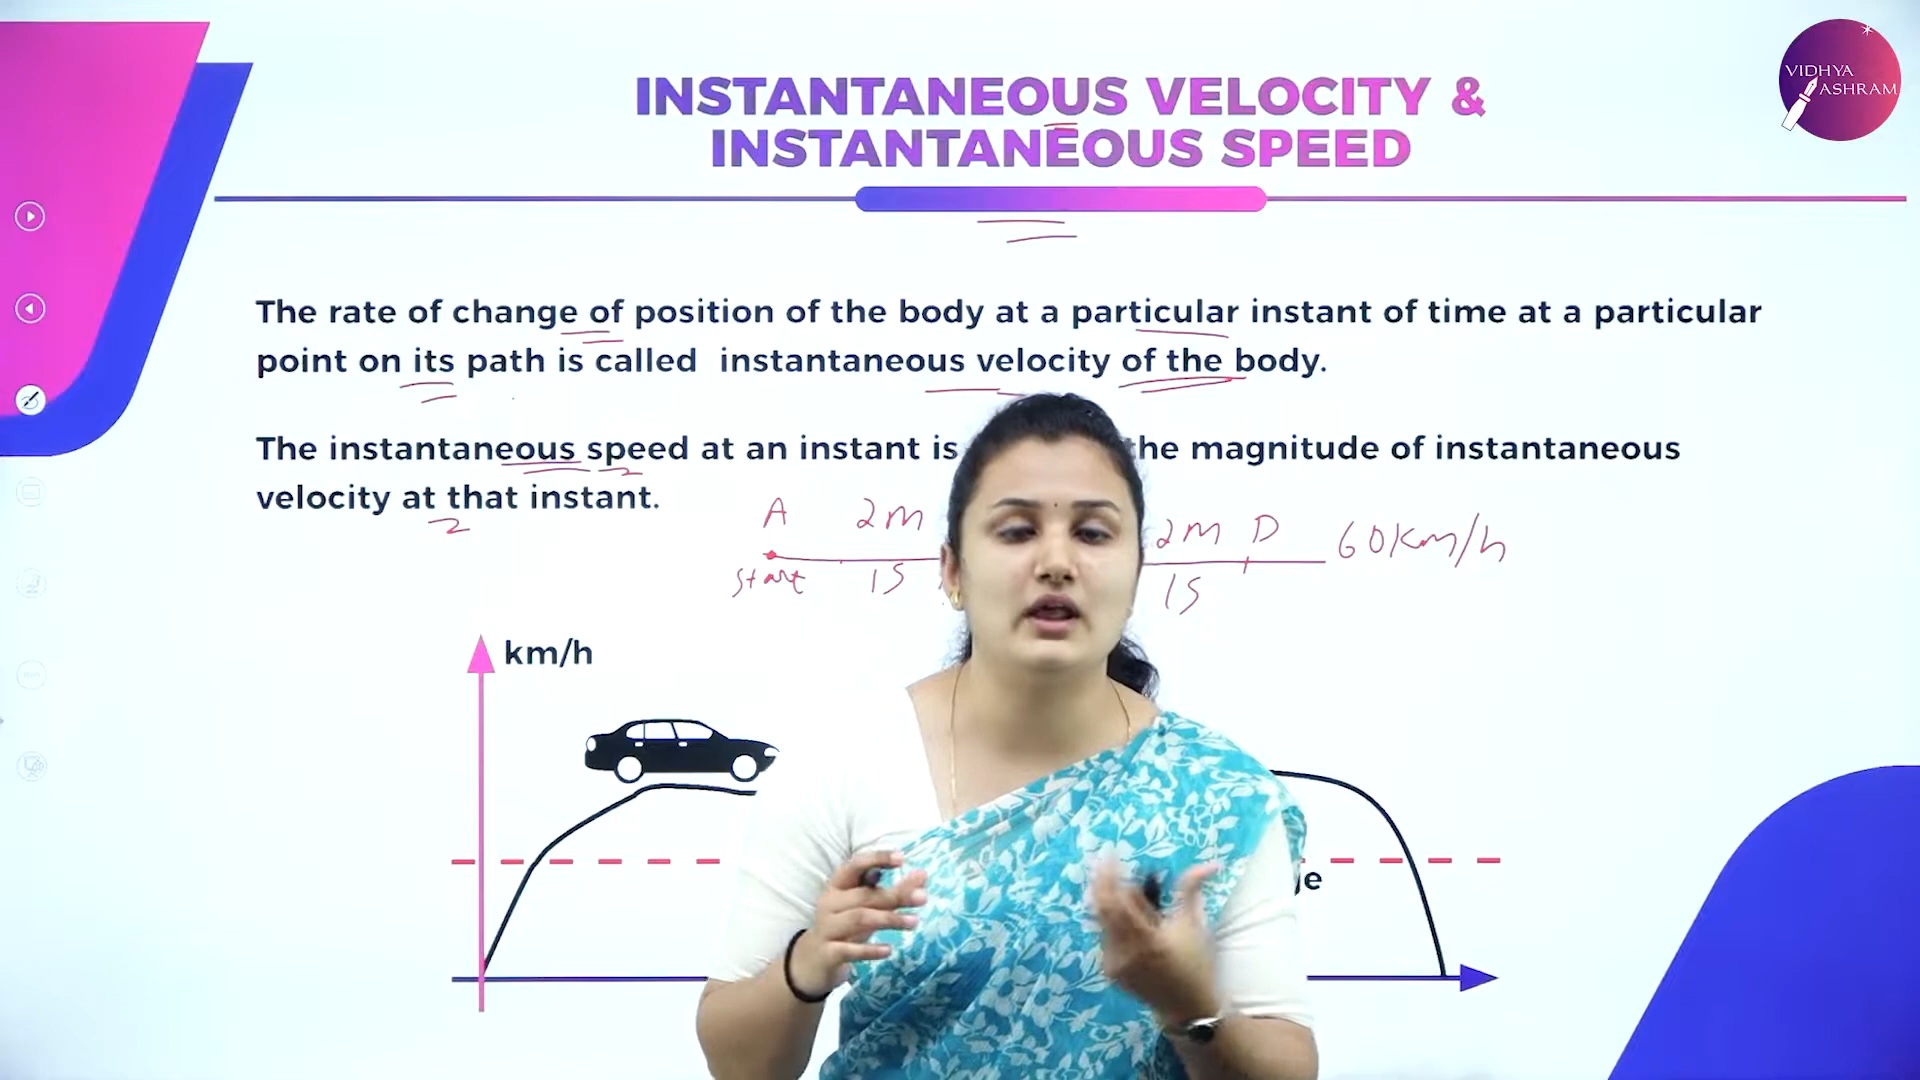 VIDHYA
ASHRAM
INSTANTANEOUS VELOCITY &
INSTANTANEOUS SPEED
The rate of change of position of the body at a particular instant of time at a particular
point on its path is called instantaneous velocity of the body.
The instantaneous speed at an instant is the magnitude of instantaneous
velocity at that instant.
A 2m 2m D 60km/h
start 1S 1S
km/h